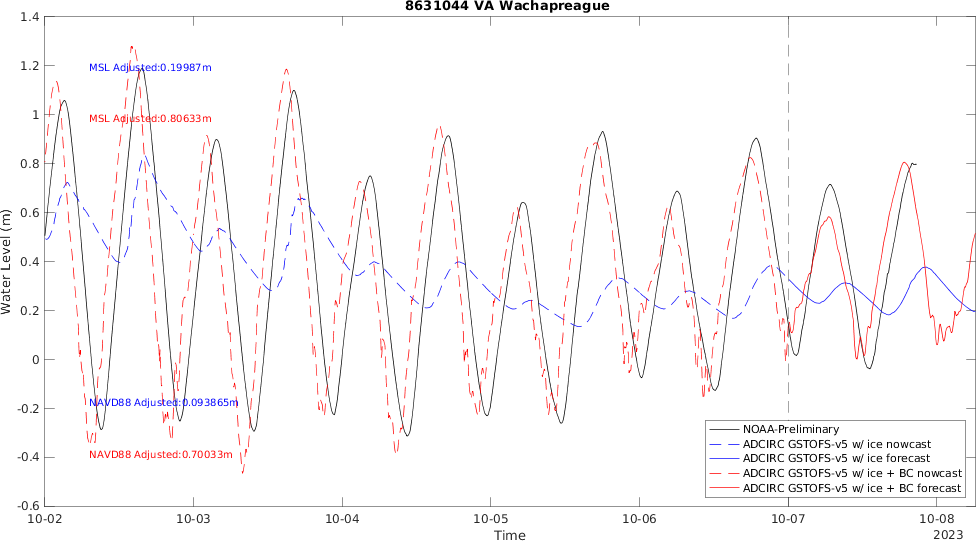 8631044 VA Wachapreague
1.4
1.2
1
0.8
0.6
0.4
0.2
0
-0.2
-0.4
-0.6
Water Level (m)
MSL Adjusted:0.19987m
MSL Adjusted:0.80633m
NAVD88 Adjusted:0.093865m
NAVD88 Adjusted:0.70033m
NOAA-Preliminary
ADCIRC GSTOFS-v5 w/ ice nowcast
ADCIRC GSTOFS-v5 w/ ice forecast
ADCIRC GSTOFS-v5 w/ ice + BC nowcast
ADCIRC GSTOFS-v5 w/ ice + BC forecast
10-02 10-03 10-04 10-05 10-06 10-07 10-08
Time
2023